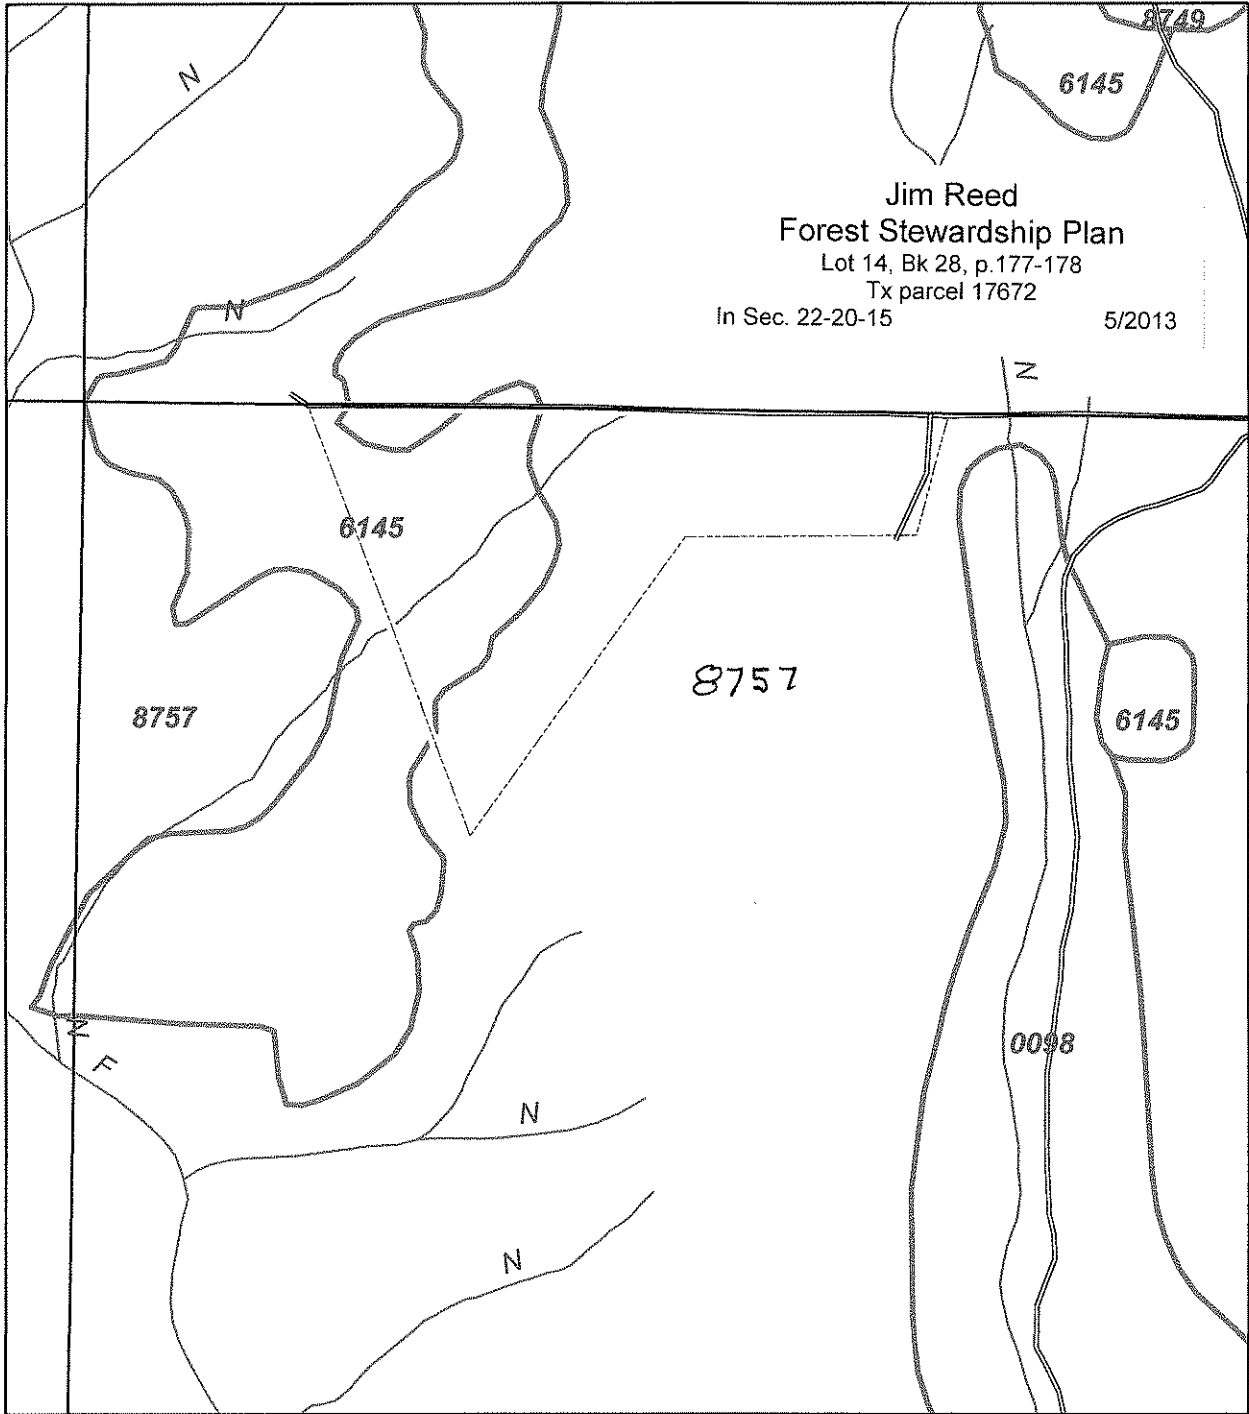 8749
N
6145
Jim Reed
Forest Stewardship Plan
Lot 14, Bk 28, p.177-178
Tx parcel 17672
In Sec. 22-20-15 5/2013
N
N
6145
8757
8757
6145
N
F
0098
N
N